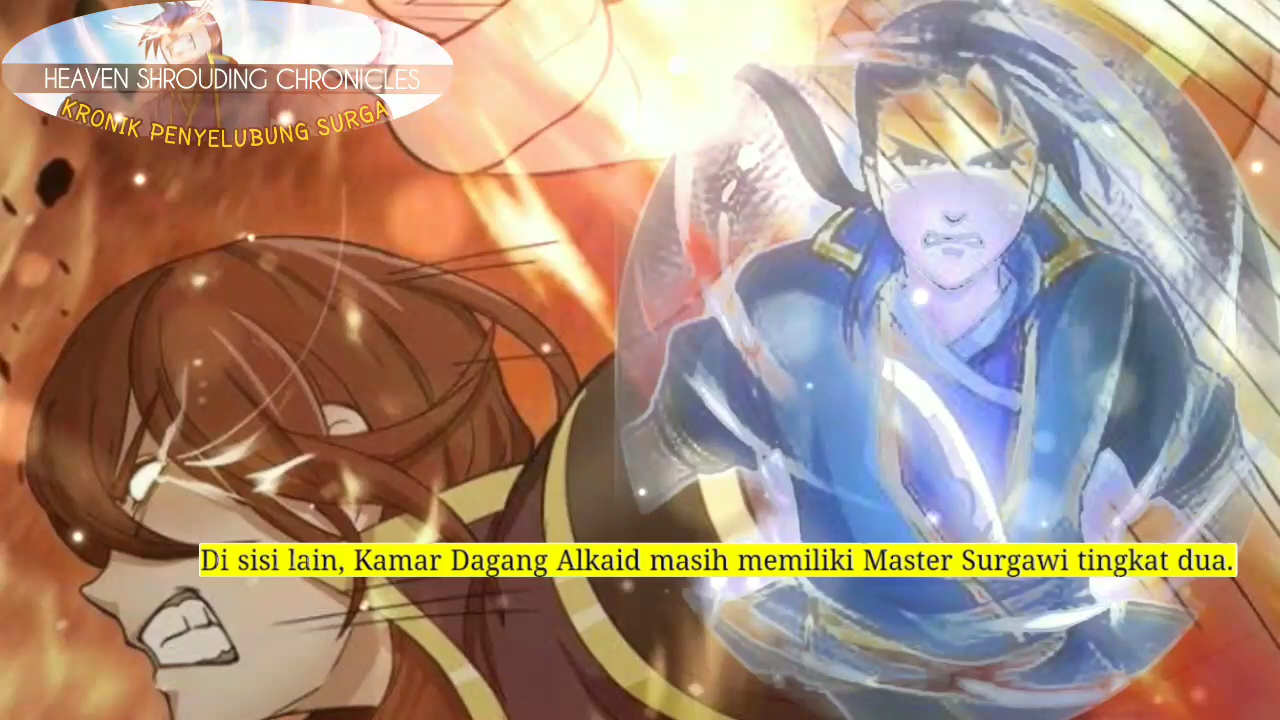 HEAVEN SHROUDING CHRONICLES
KRONIK PENYELUBUNG SURGA
Di sisi lain, Kamar Dagang Alkaid masih memiliki Master Surgawi tingkat dua.